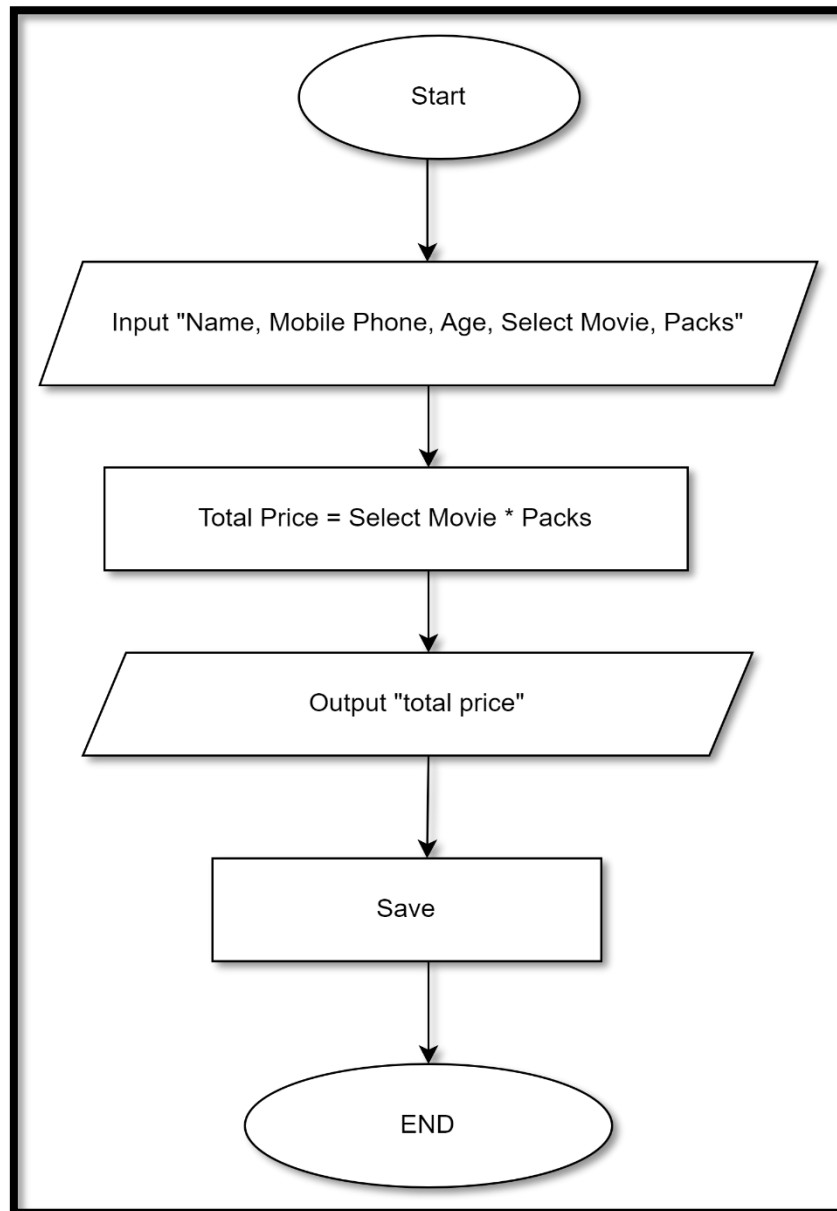 Start
Input "Name, Mobile Phone, Age, Select Movie, Packs"
Total Price = Select Movie * Packs
Output "total price"
Save
END